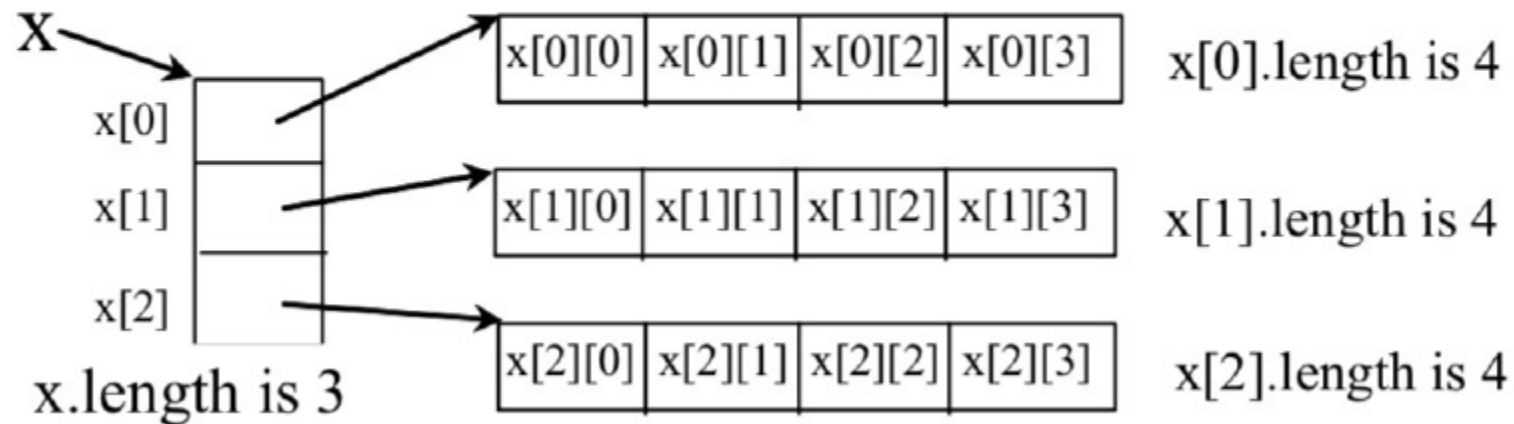 X
x[0][0] x[0][1] x[0][2] x[0][3] x[0].length is 4
x[0]
x[1] x[1][0] x[1][1] x[1][2] x[1][3] x[1].length is 4
x[2]
x[2][0] x[2][1] x[2][2] x[2][3] x[2].length is 4
x.length is 3